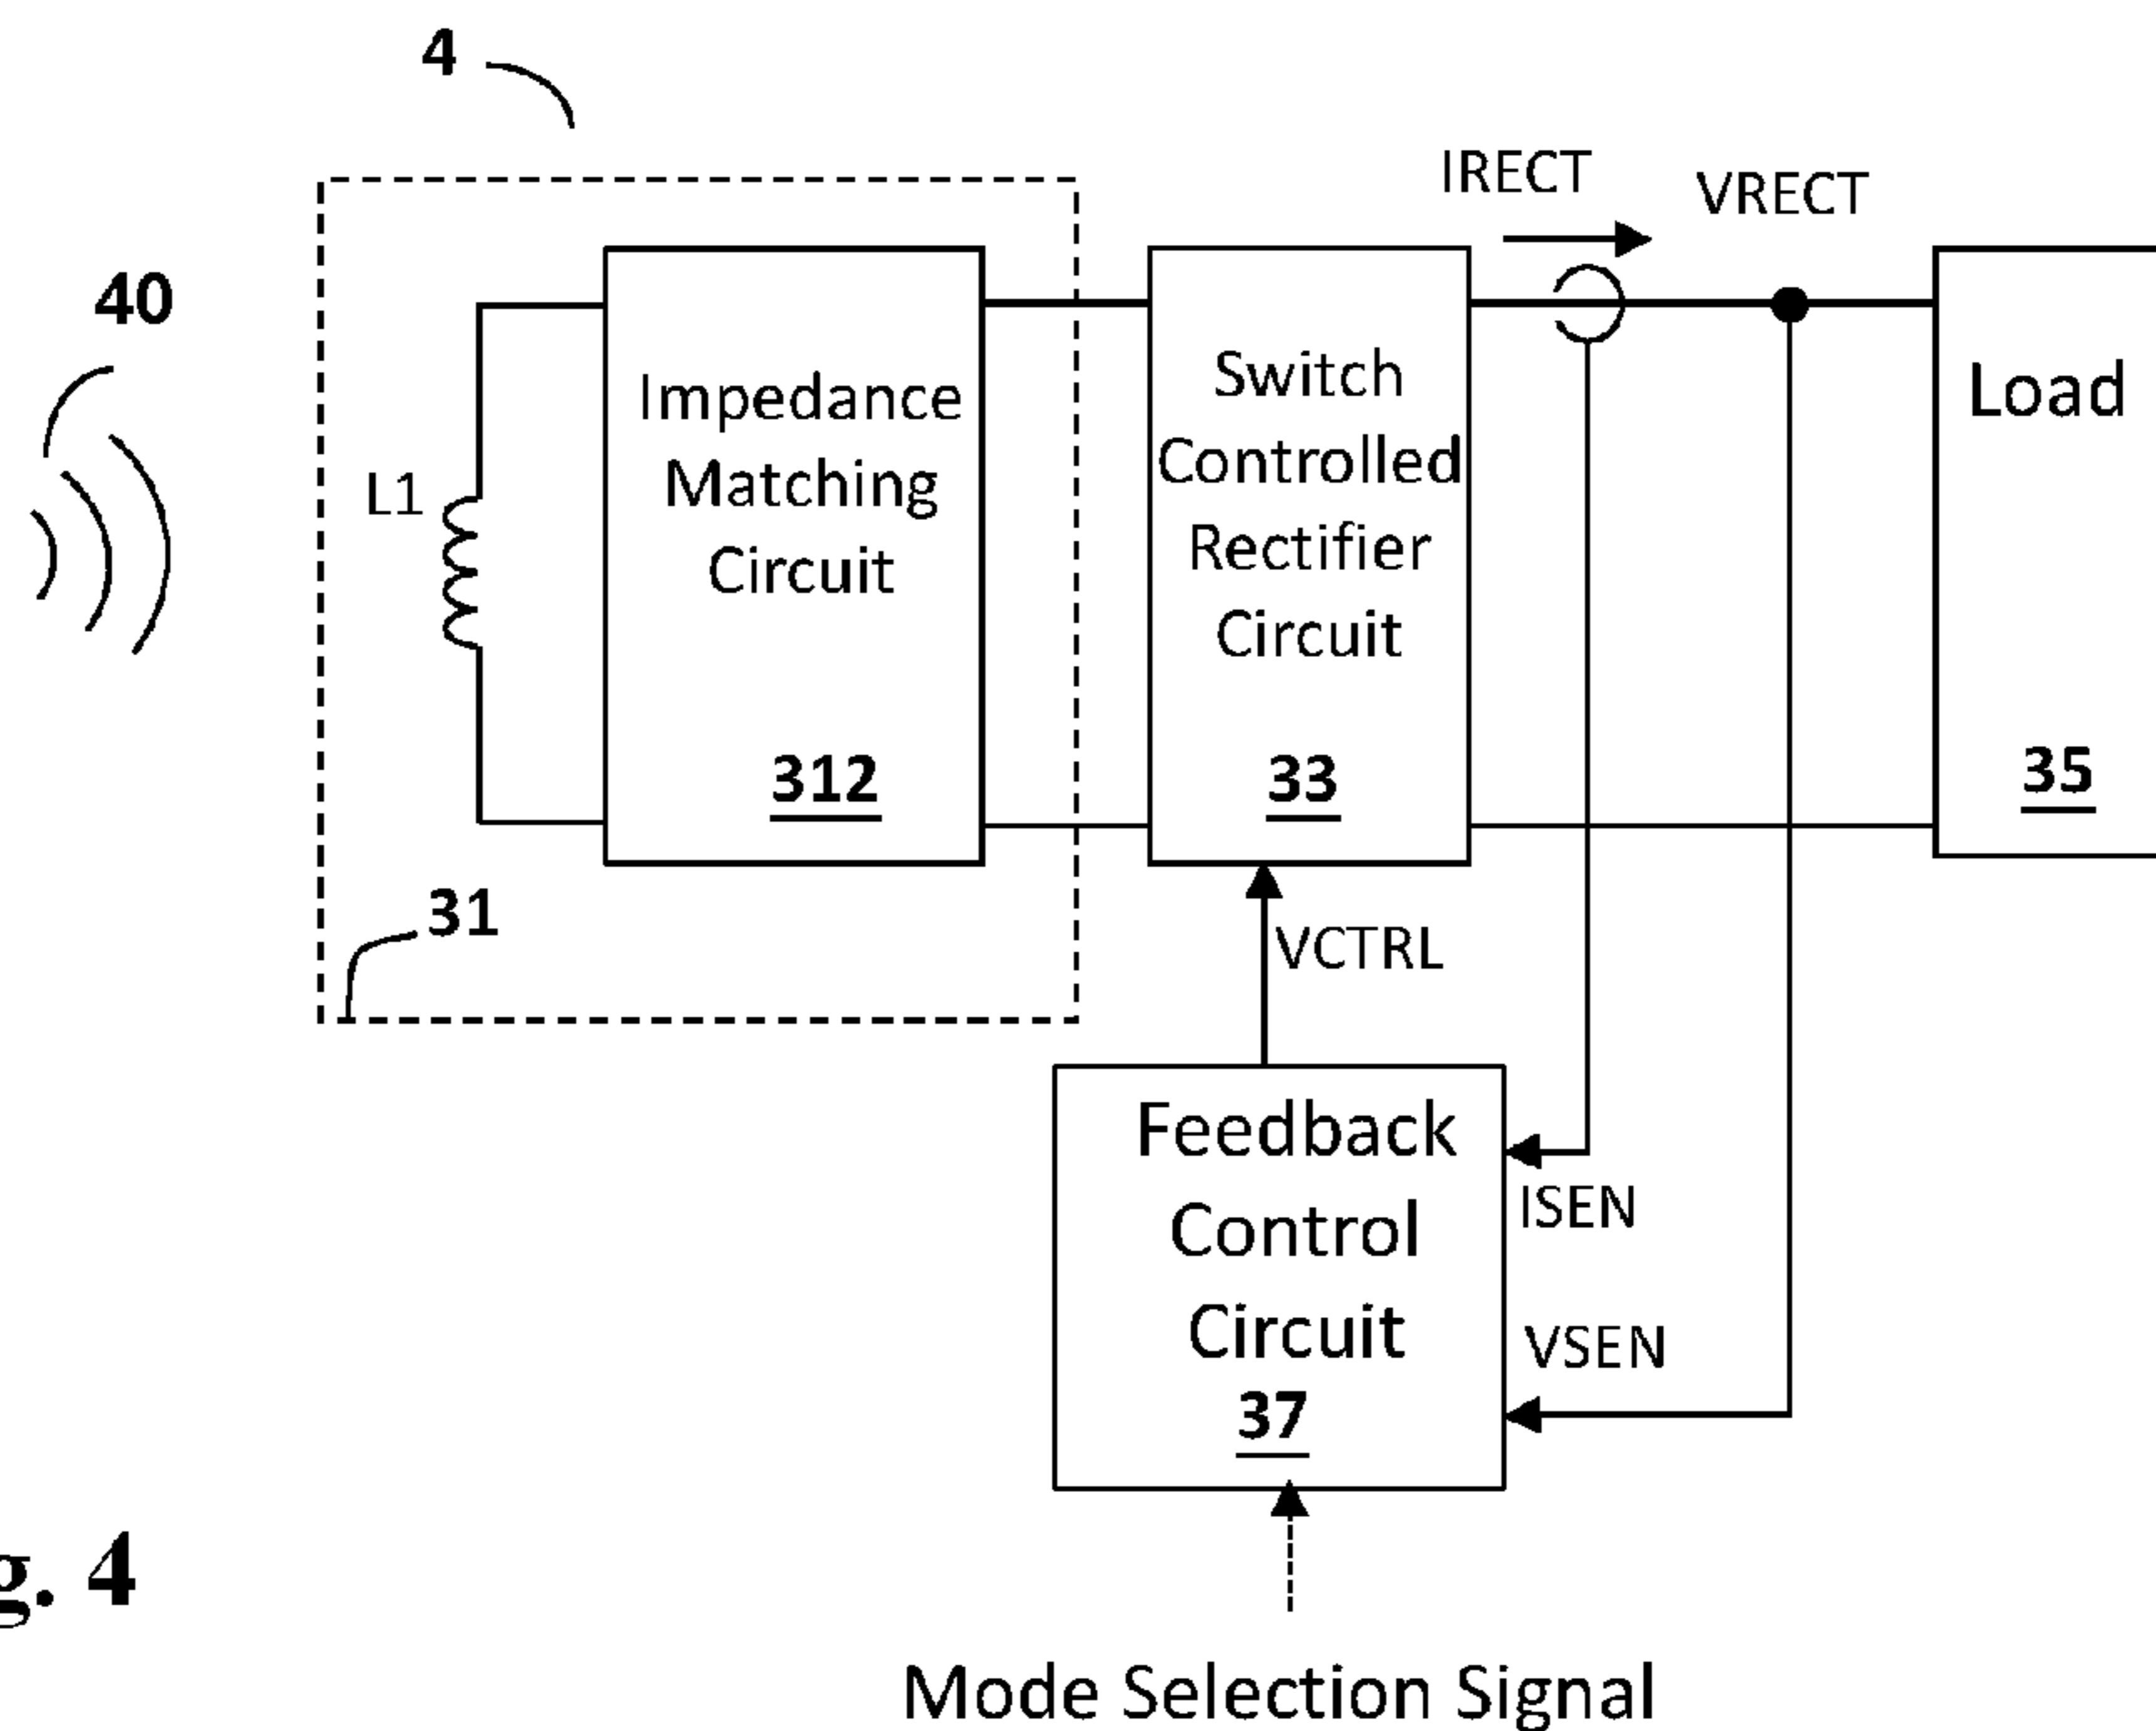 4
IRECT
VRECT
40
Impedance
Matching
Circuit
312
L1
31
Switch
Controlled
Rectifier
Circuit
33
Load
35
VCTRL
Feedback
Control
Circuit
37
ISEN
VSEN
g. 4
Mode Selection Signal